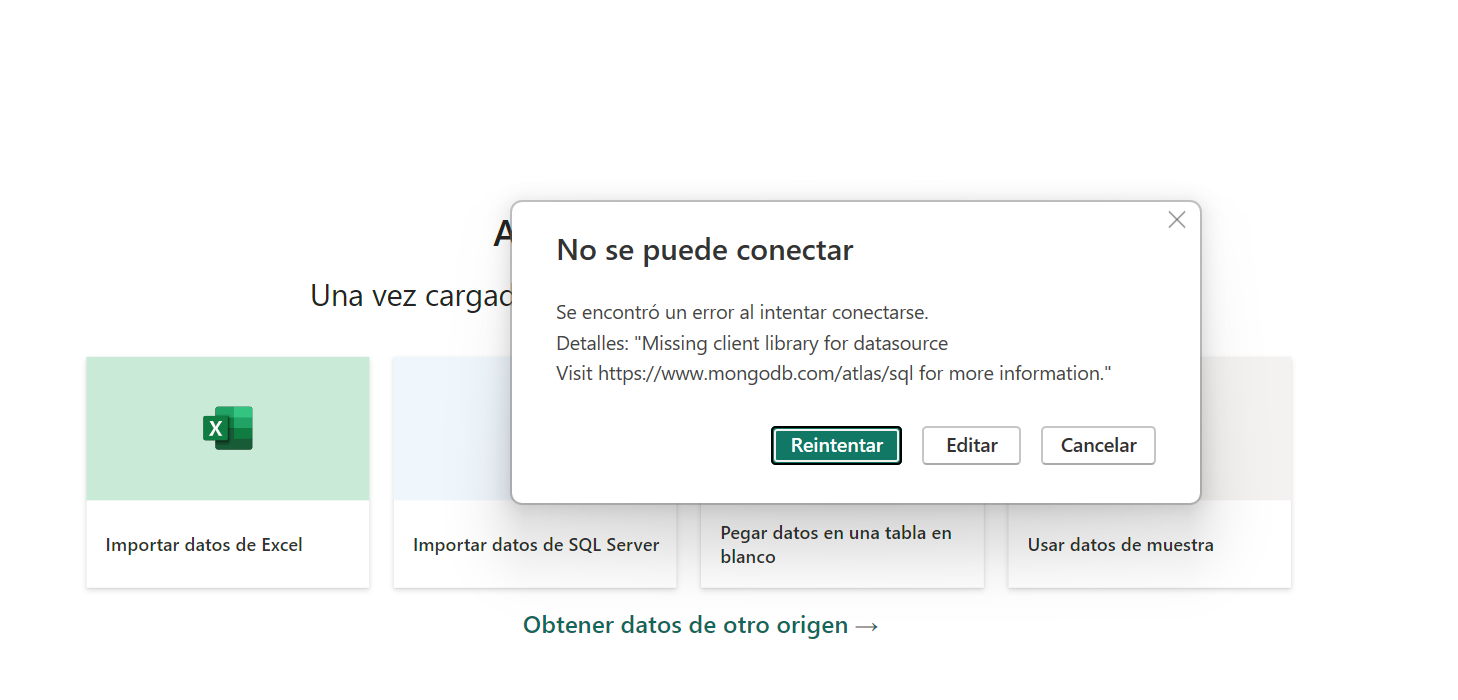 No se puede conectar
Se encontró un error al intentar conectarse.
Detalles: "Missing client library for datasource
Visit https://www.mongodb.com/atlas/sql for more information."
Reintentar
Editar
Cancelar
A
Una vez cargad
X
Importar datos de Excel
Importar datos de SQL Server
Pegar datos en una tabla en
blanco
Usar datos de muestra
Obtener datos de otro origen →